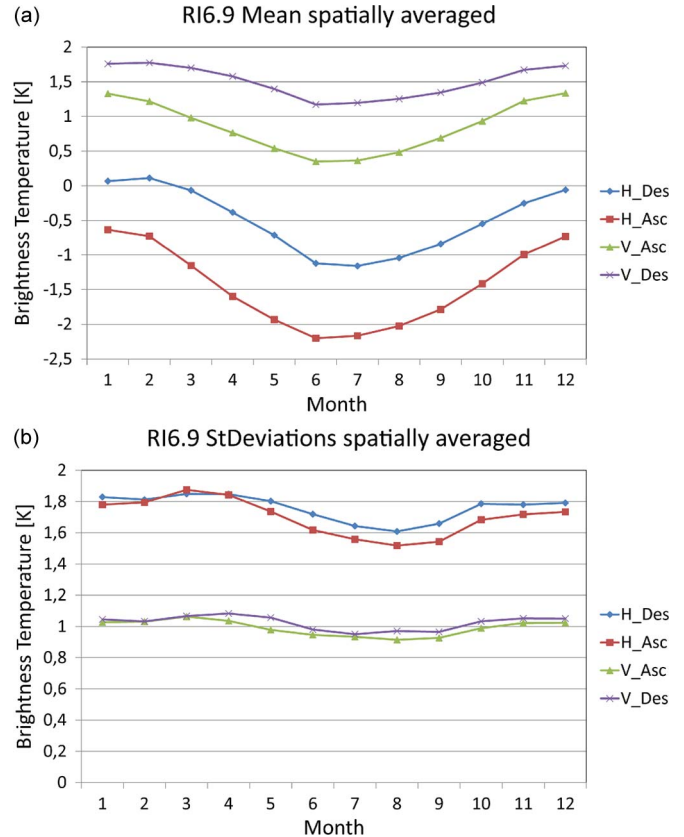 (a)
RI6.9 Mean spatially averaged
Brightness Temperature [K]
2
1,5
1
0,5
0
-0,5
-1
-1,5
-2
-2,5
1 2 3 4 5 6 7 8 9 10 11 12
Month
H_Des
H_Asc
V_Asc
V_Des
(b)
RI6.9 StDeviations spatially averaged
Brightness Temperature [K]
2
1,8
1,6
1,4
1,2
1
0,8
0,6
0,4
0,2
0
1 2 3 4 5 6 7 8 9 10 11 12
Month
H_Des
H_Asc
V_Asc
V_Des